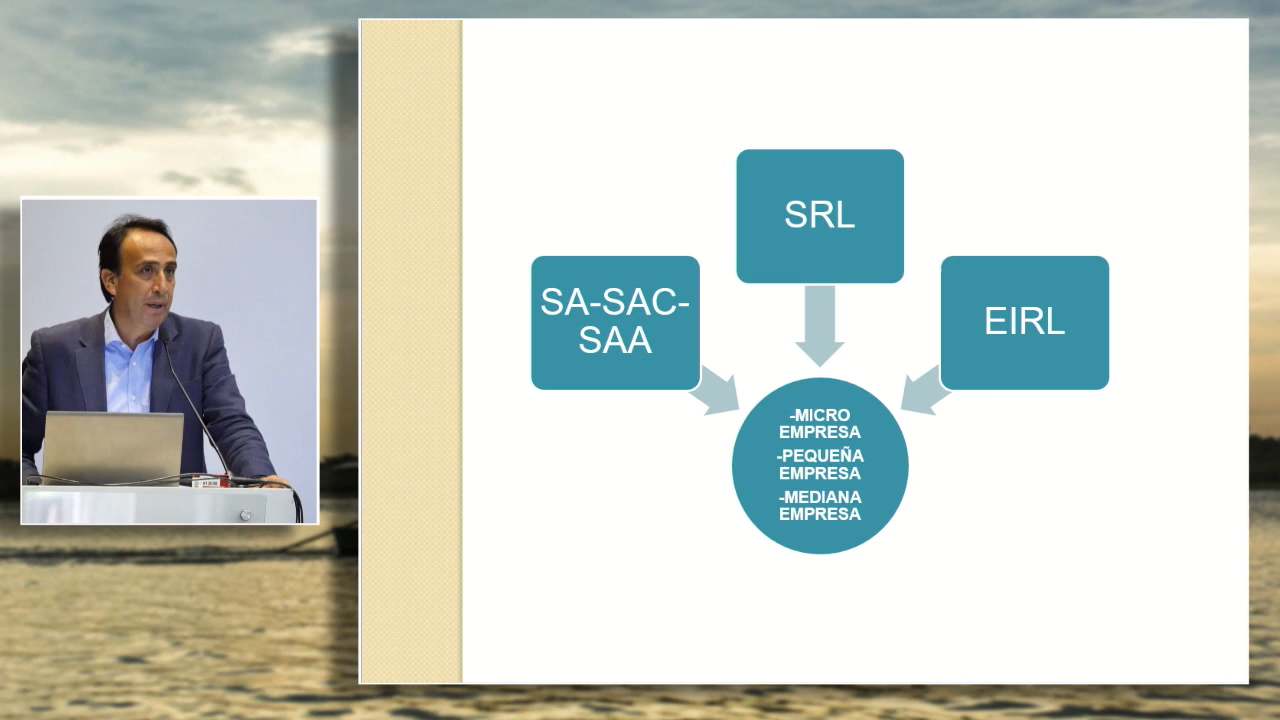 SRL
SA-SAC-
SAA
EIRL
-MICRO
EMPRESA
-PEQUEÑA
EMPRESA
-MEDIANA
EMPRESA